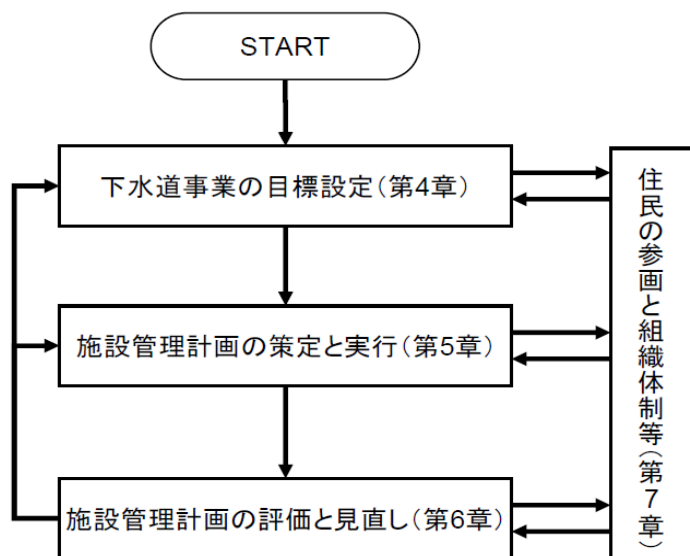 START
下水道事業の目標設定(第4章)
施設管理計画の策定と実行(第5章)
施設管理計画の評価と見直し(第6章)
住民の参画と組織体制等(第7章)